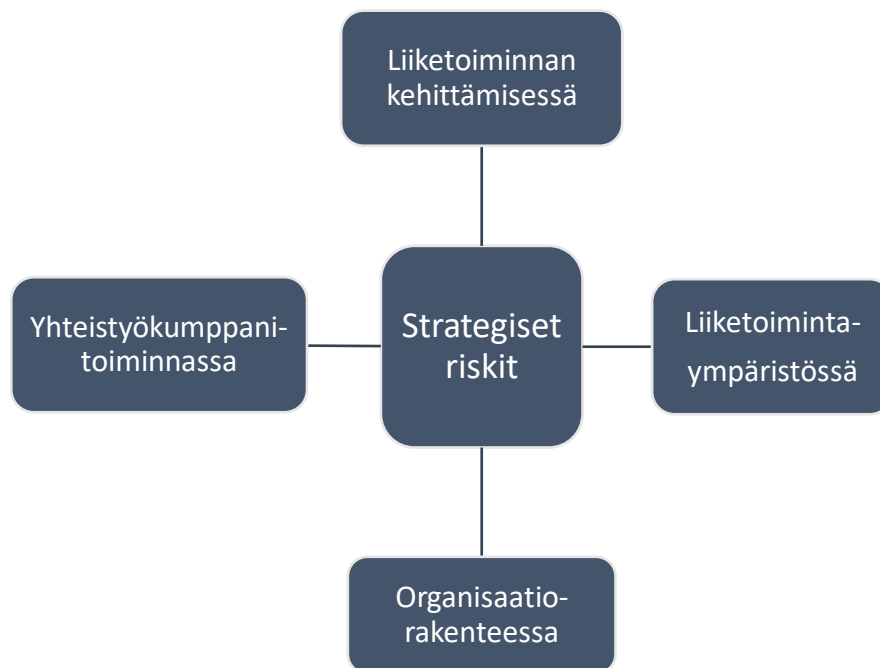 Liiketoiminnan
kehittämisessä
Yhteistyökumppani-
toiminnassa
Strategiset
riskit
Liiketoiminta-
ympäristössä
Organisaatio-
rakenteessa